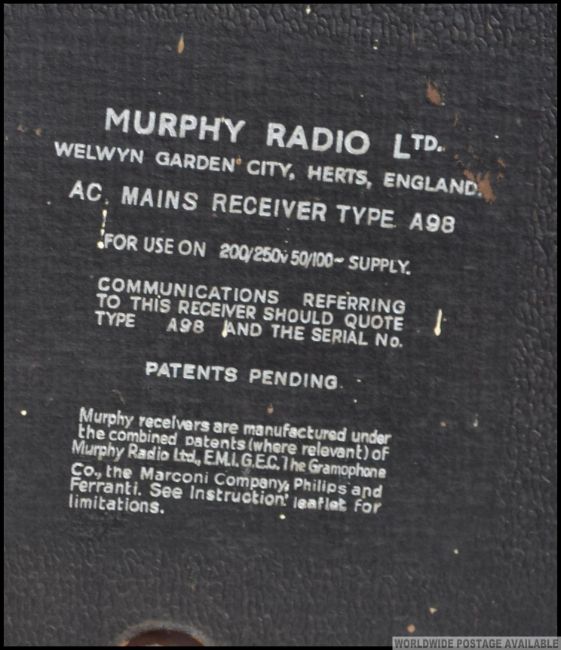 MURPHY RADIO LTD.
WELWYN GARDEN CITY, HERTS, ENGLAND.
AC. MAINS RECEIVER TYPE A98
FOR USE ON 200/250v 50/100~ SUPPLY.
COMMUNICATIONS REFERRING
TO THIS RECEIVER SHOULD QUOTE
TYPE A98 AND THE SERIAL No.
PATENTS PENDING.
Murphy receivers are manufactured under
the combined patents (where relevant) of
Murphy Radio Ltd., E.M.I. G.E.C. The Gramophone
Co., the Marconi Company, Philips and
Ferranti. See Instruction leaflet for
limitations.
WORLDWIDE POSTAGE AVAILABLE